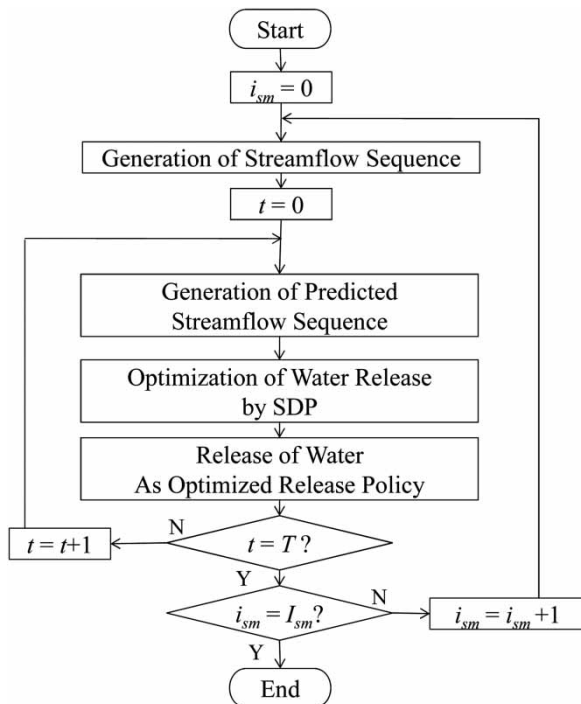 Start
i_sm = 0
Generation of Streamflow Sequence
t = 0
Generation of Predicted
Streamflow Sequence
Optimization of Water Release
by SDP
Release of Water
As Optimized Release Policy
N
t = t+1
t = T ?
Y
N
i_sm = I_sm?
i_sm = i_sm +1
Y
End